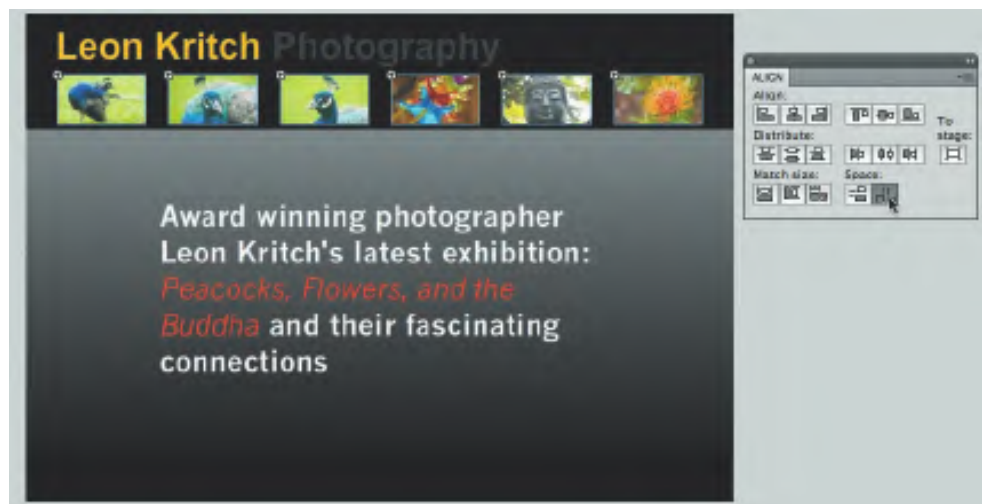 Leon Kritch Photography
ALIGN
Align:
To
stage:
Distribute:
Match size:
Space:
Award winning photographer
Leon Kritch's latest exhibition:
Peacocks, Flowers, and the
Buddha and their fascinating
connections